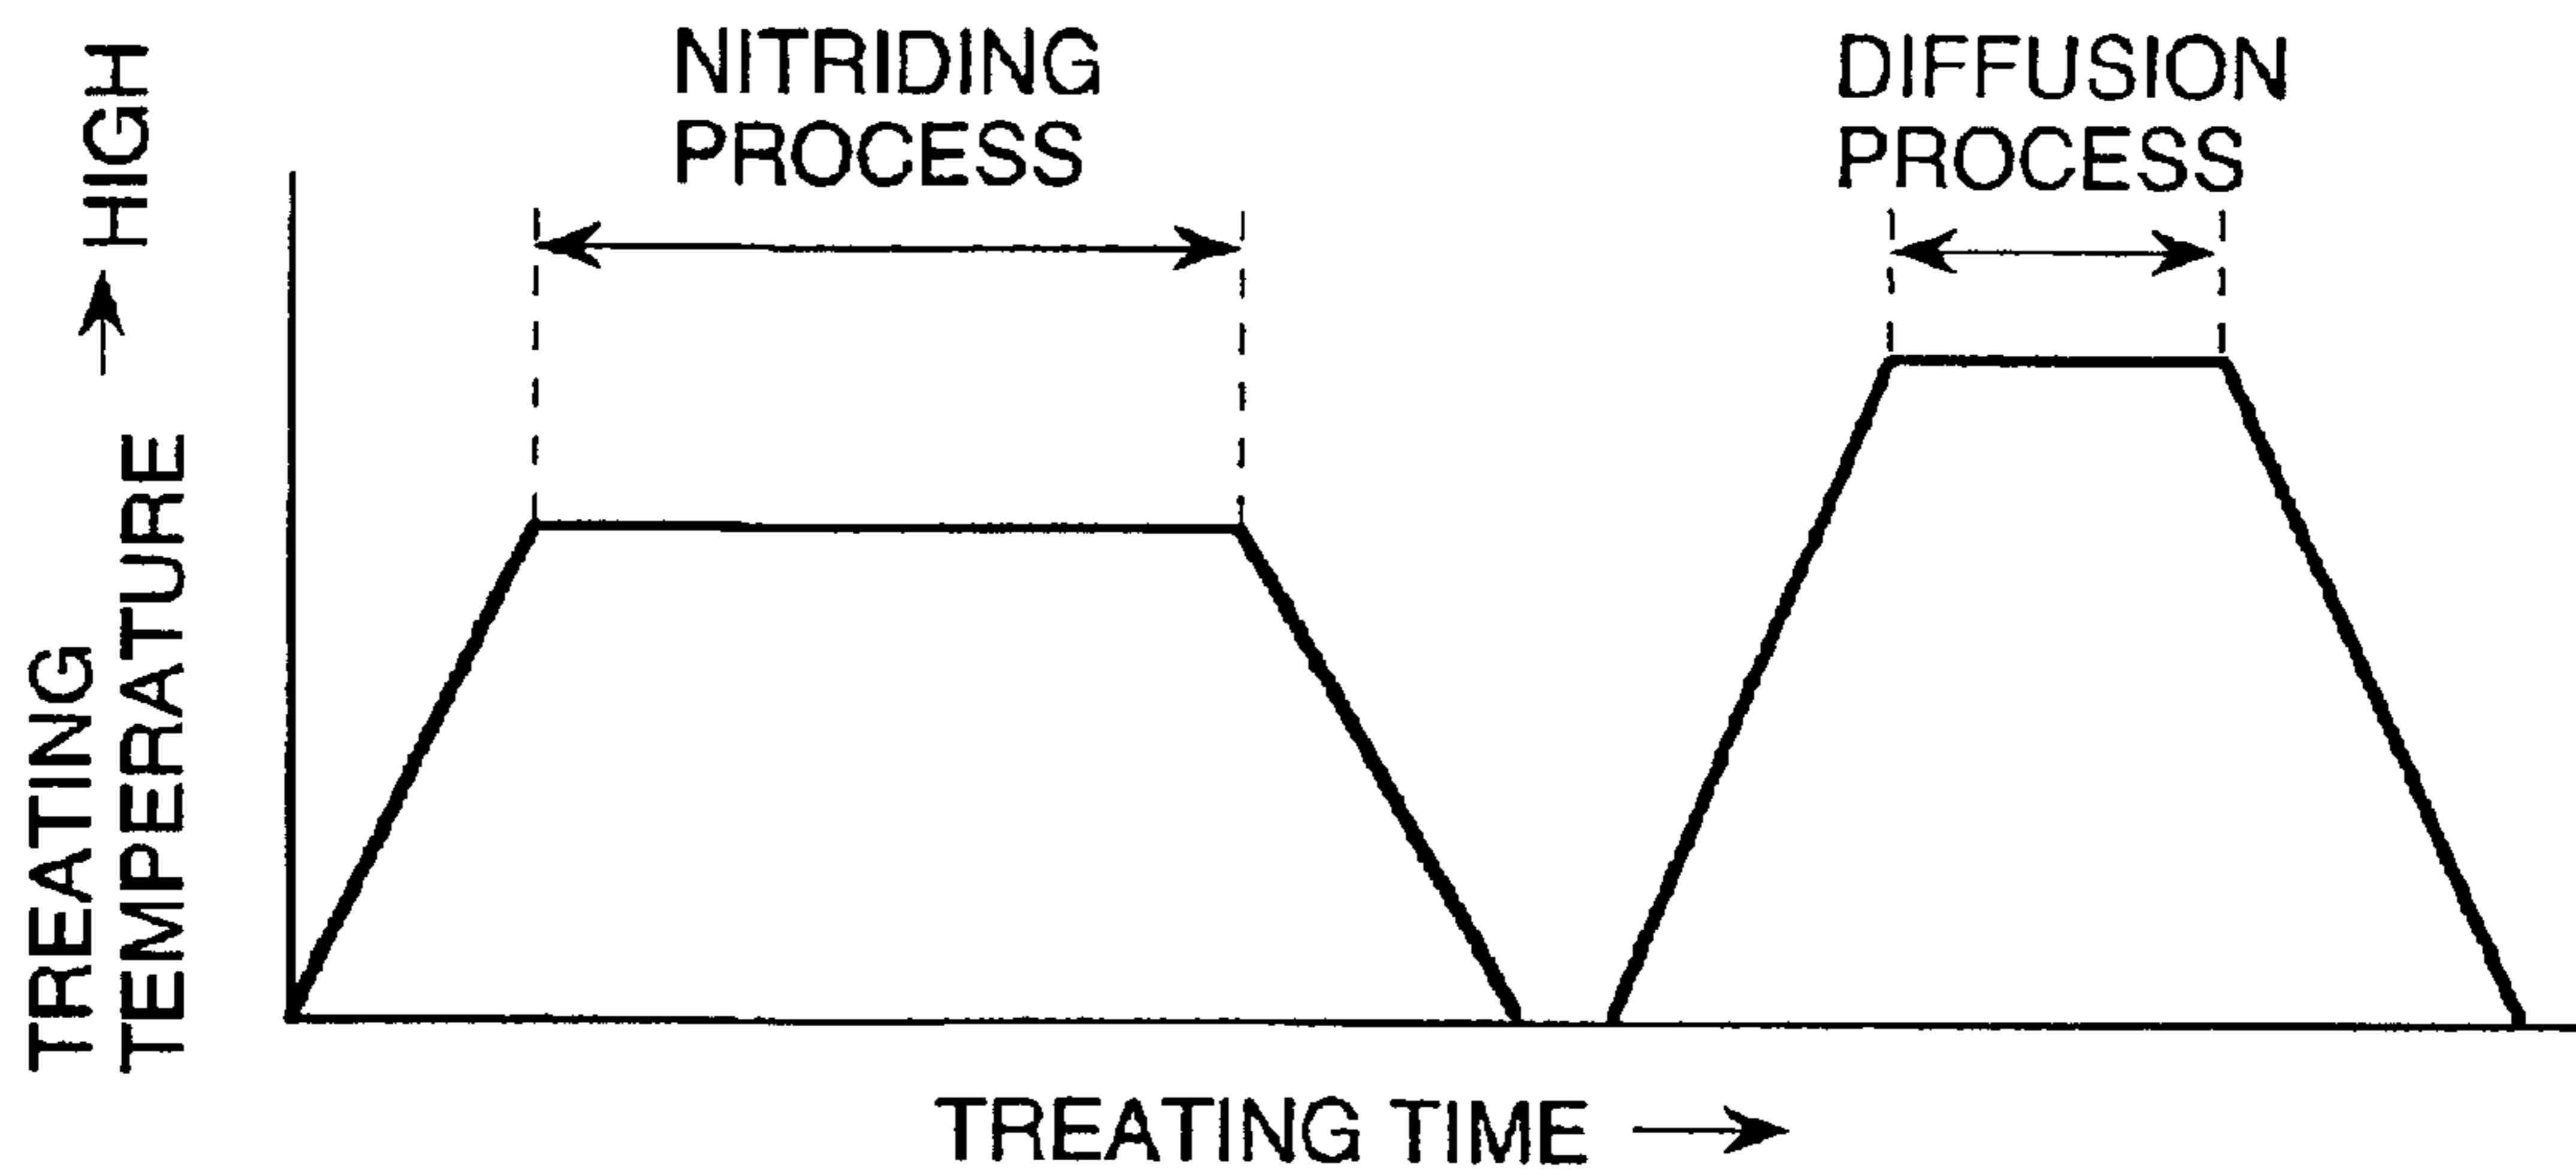 NITRIDING
PROCESS
DIFFUSION
PROCESS
TREATING
TEMPERATURE
HIGH
TREATING TIME